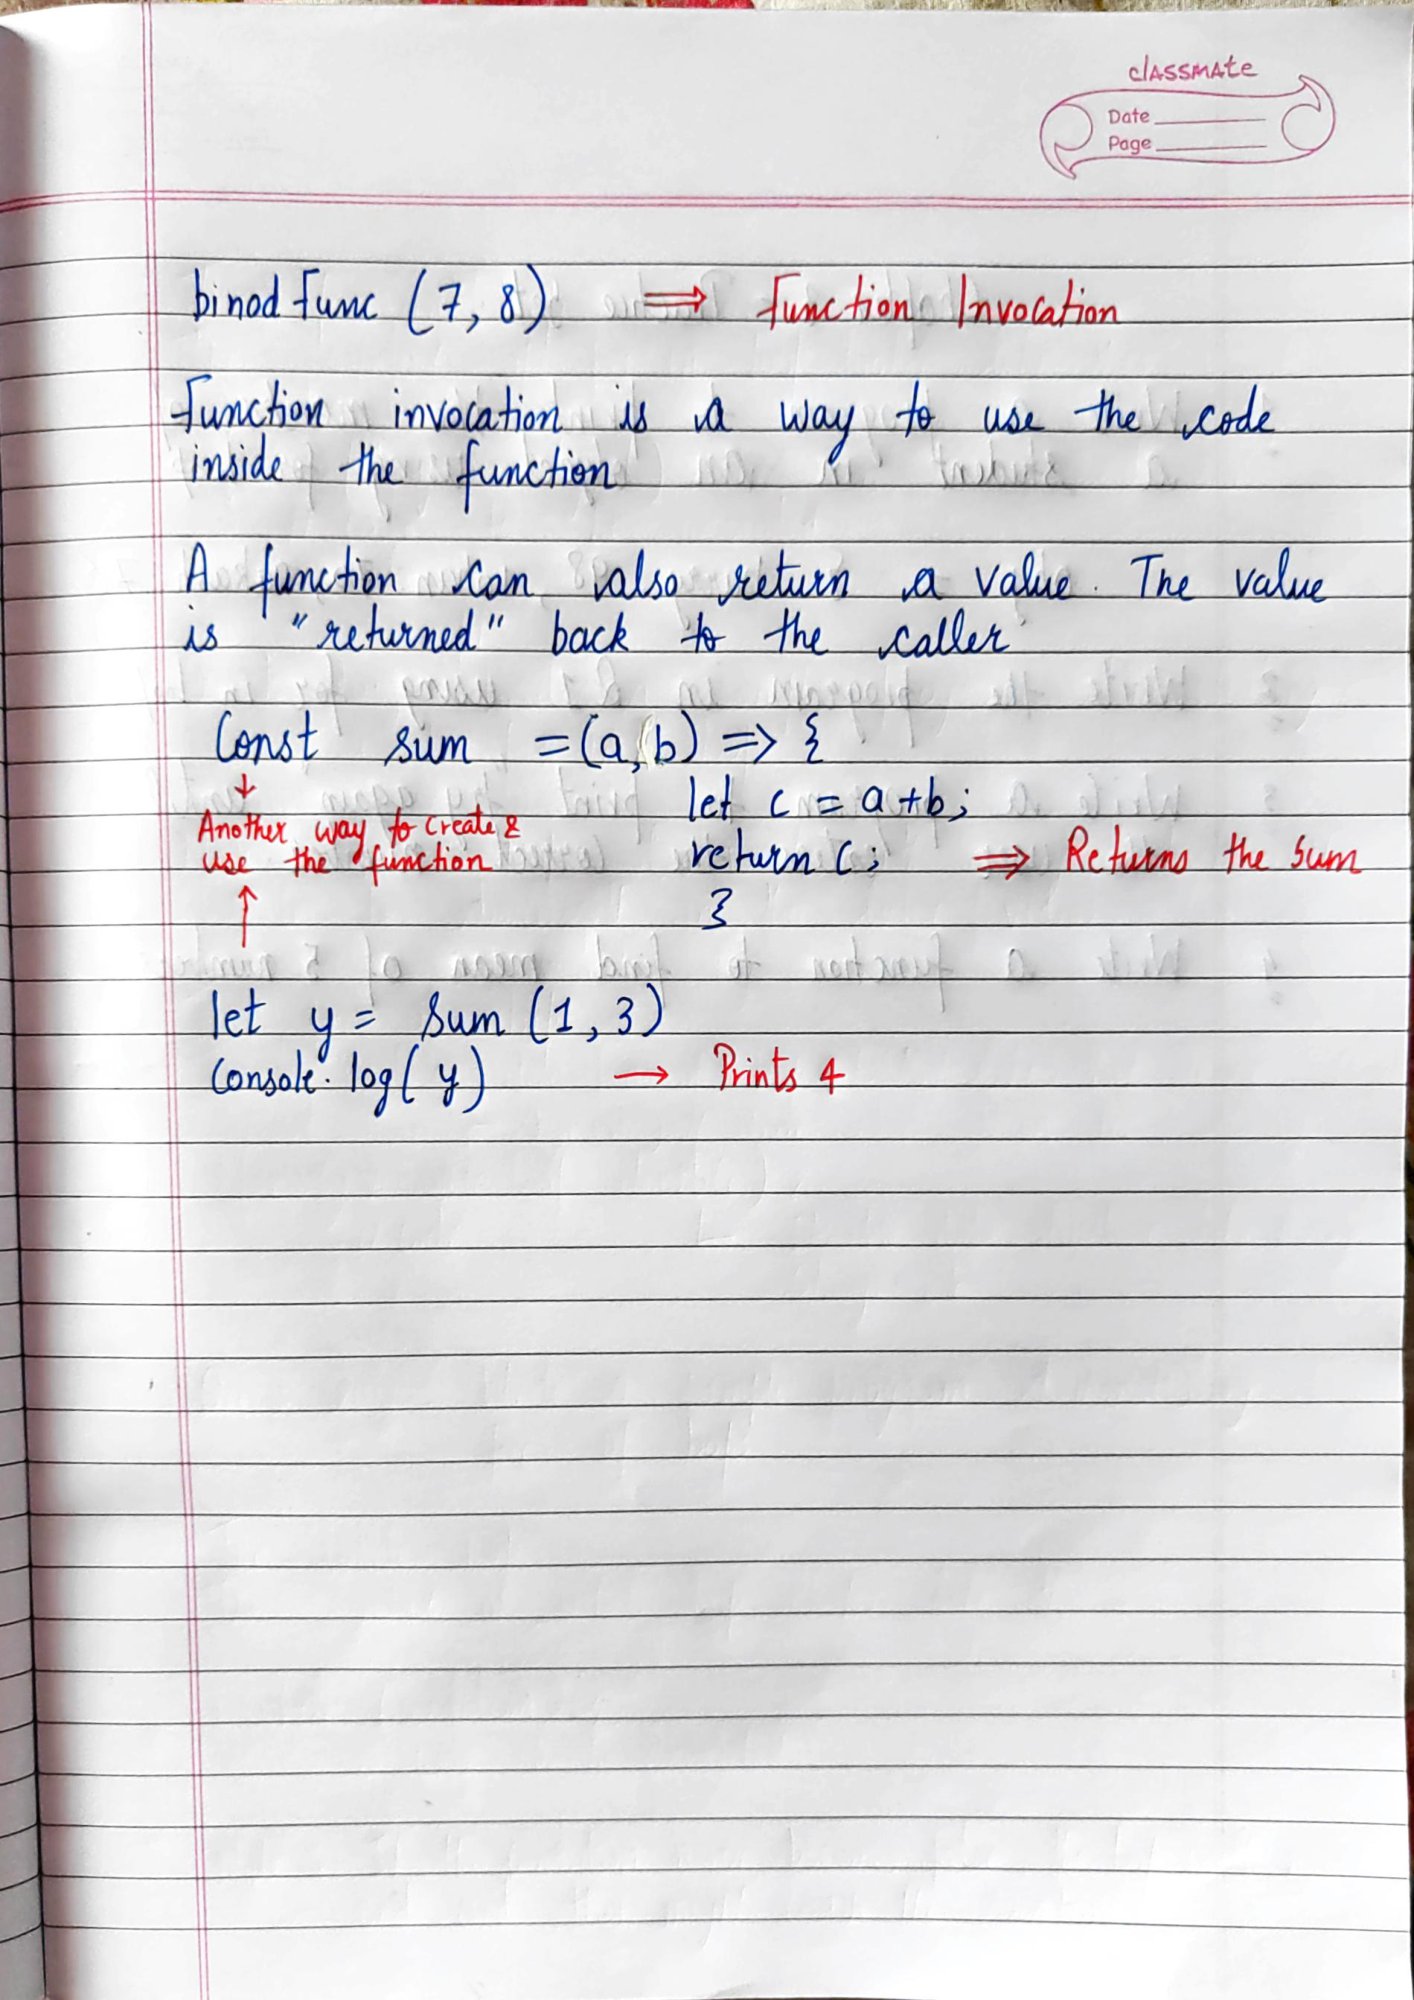 classmate
Date
Page
binodfunc (7, 8) ⟹ function Invocation
function invocation is a way to use the code
inside the function
A function can also return a value. The value
is "returned" back to the caller
Const sum = (a, b) => {
let c = a + b;
Another way to create &
use the function
return c; ⟹ Returns the sum
}
let y = sum (1, 3)
console.log( y ) → Prints 4